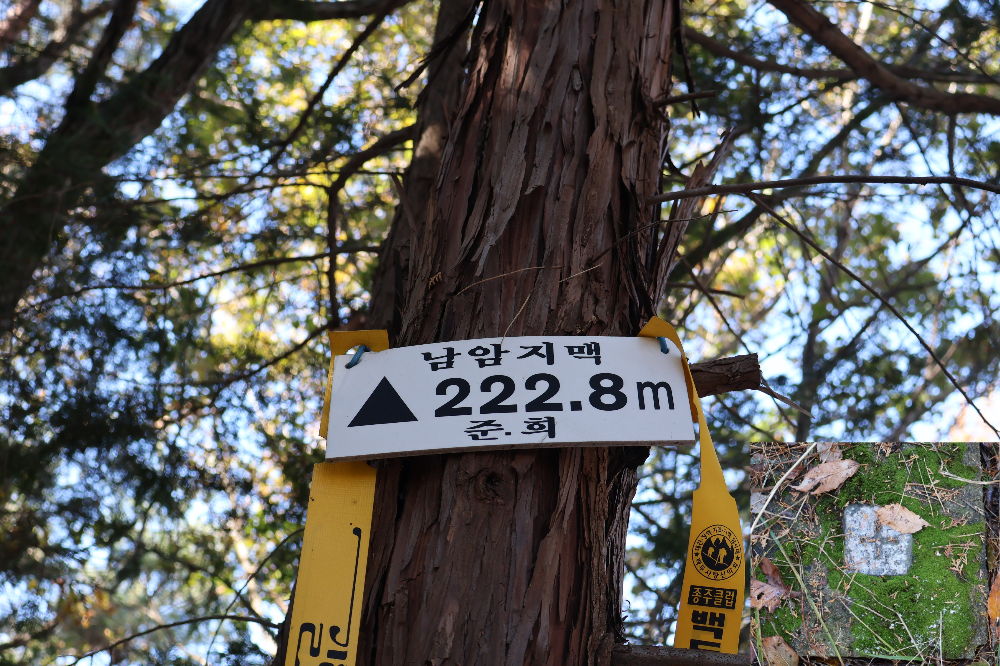 남암지맥
▲222.8m
준.희
종주클럽
백